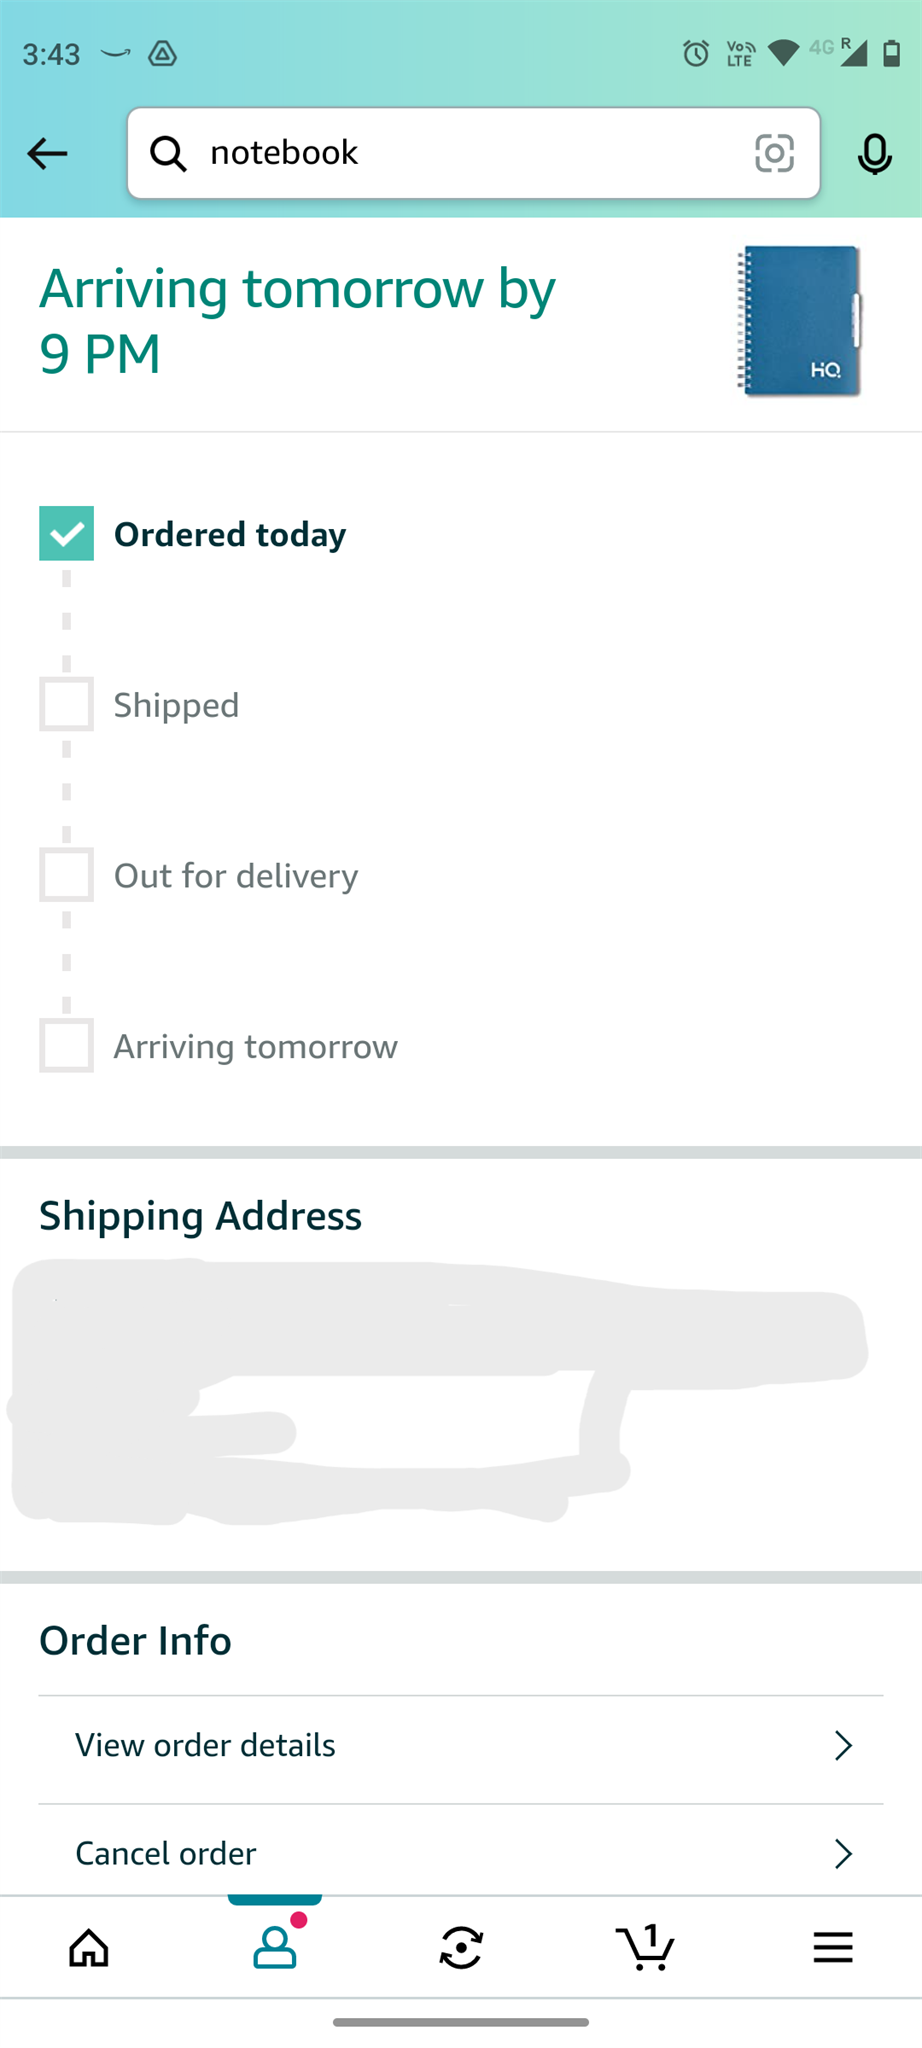 3:43
Vo LTE 4G R
notebook
Arriving tomorrow by
9 PM
HQ
Ordered today
Shipped
Out for delivery
Arriving tomorrow
Shipping Address
Order Info
View order details
Cancel order
1